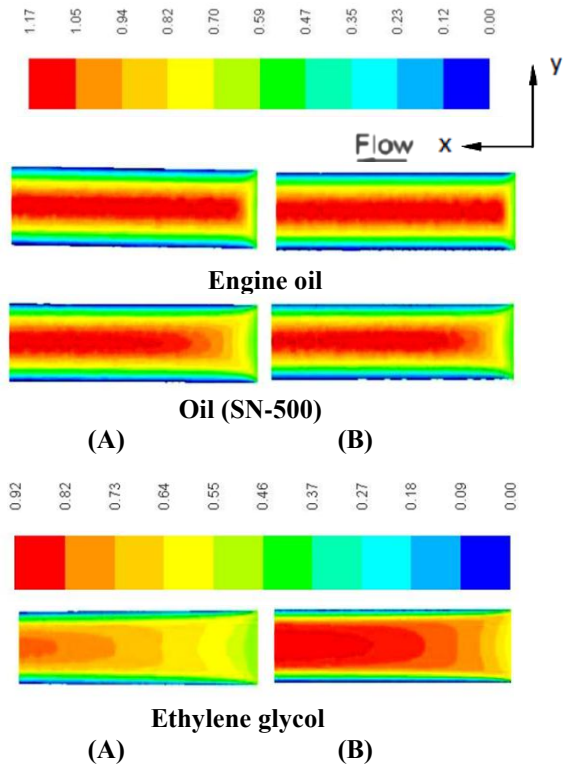 1.17 1.05 0.94 0.82 0.70 0.59 0.47 0.35 0.23 0.12 0.00
y
Flow x
Engine oil
Oil (SN-500)
(A) (B)
0.92 0.82 0.73 0.64 0.55 0.46 0.37 0.27 0.18 0.09 0.00
Ethylene glycol
(A) (B)